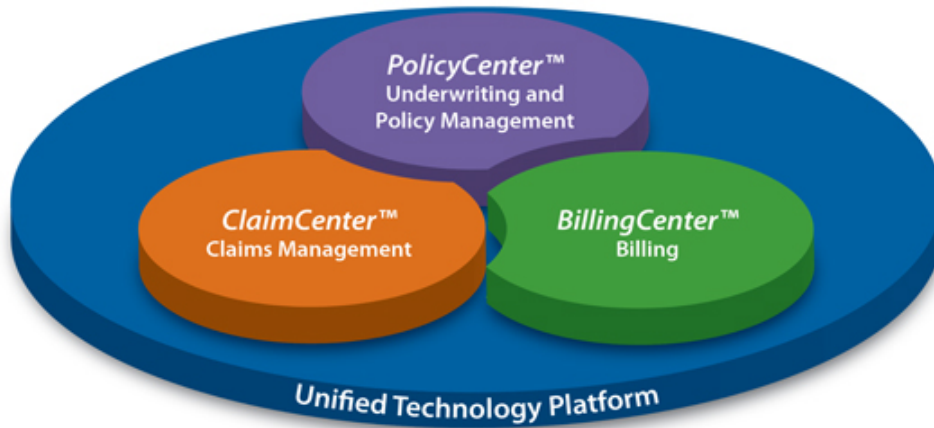 PolicyCenter™
Underwriting and
Policy Management
ClaimCenter™
Claims Management
BillingCenter™
Billing
Unified Technology Platform